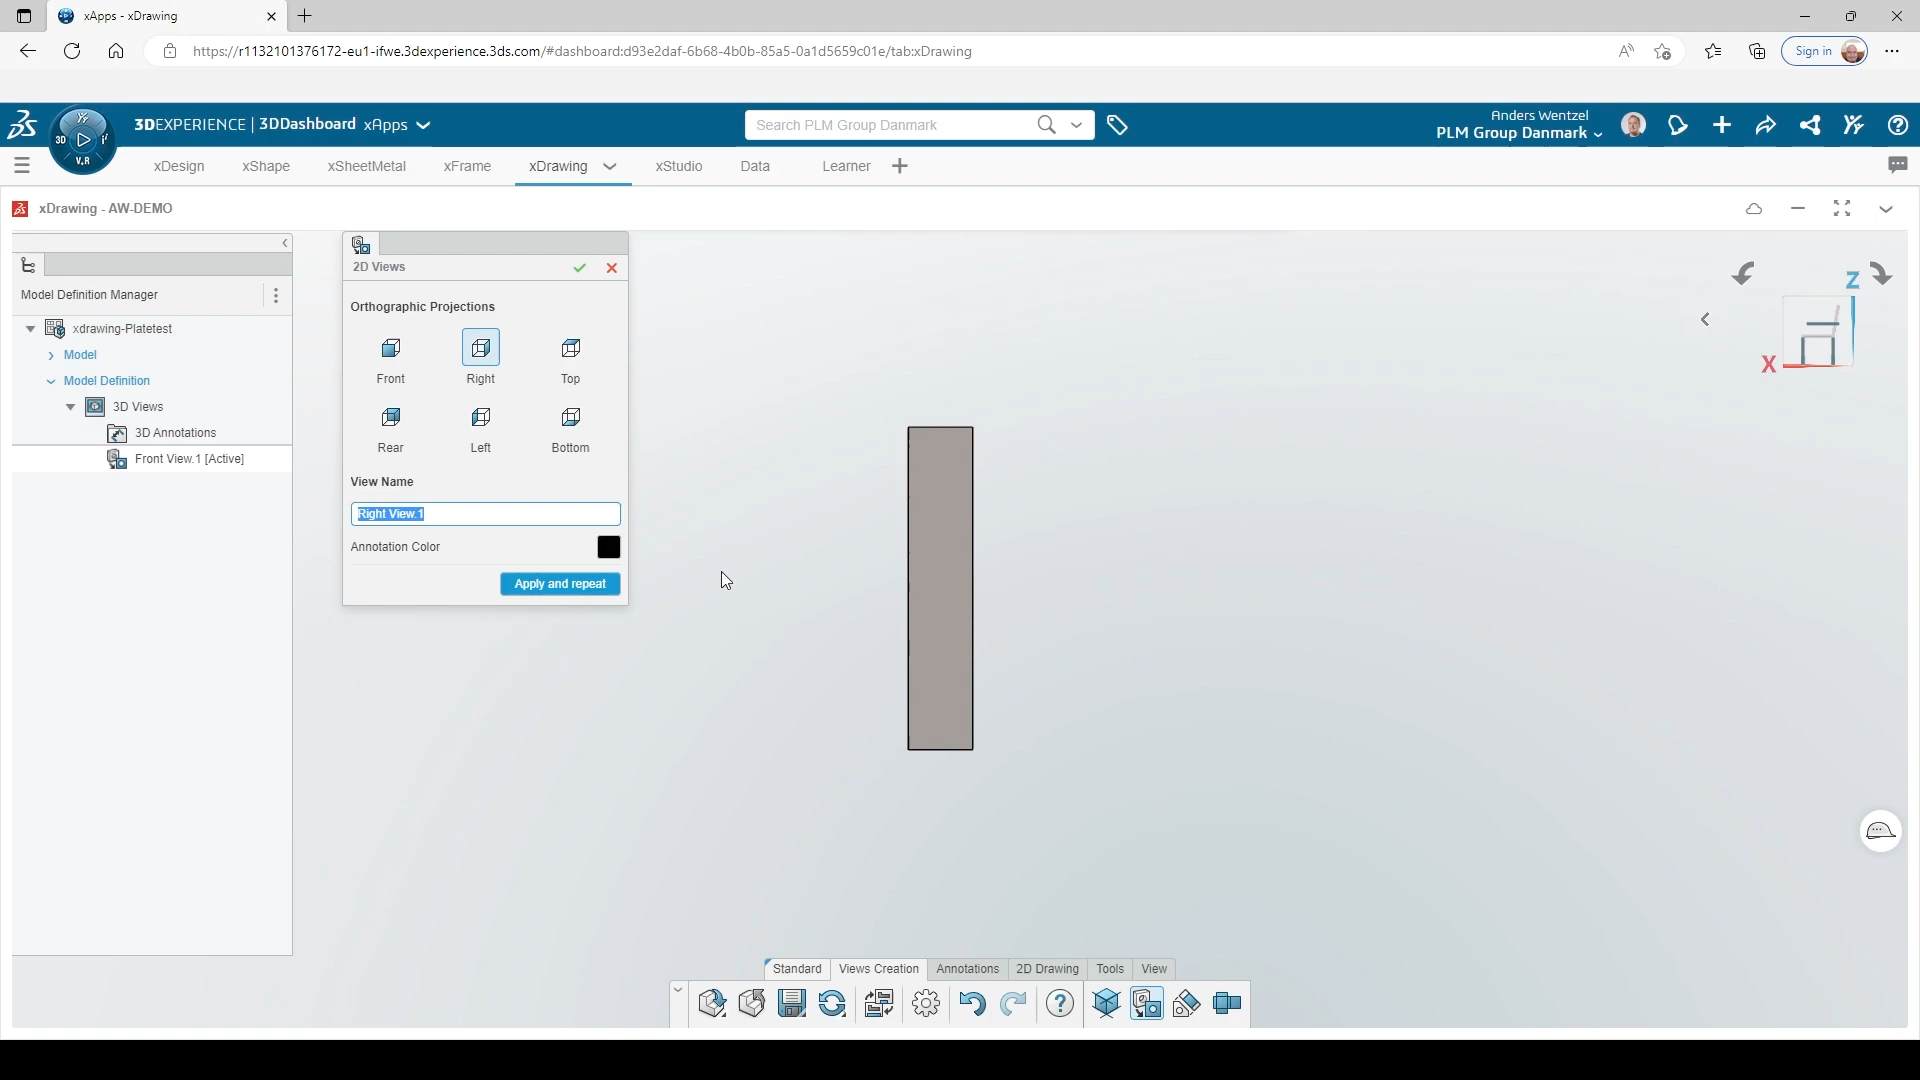 xApps - xDrawing
https://r1132101376172-eu1-ifwe.3dexperience.3ds.com/#dashboard:d93e2daf-6b68-4b0b-85a5-0a1d5659c01e/tab:xDrawing
Sign in
3D
V.R
3DEXPERIENCE | 3DDashboard xApps
Search PLM Group Danmark
Anders Wentzel
PLM Group Danmark
xDesign xShape xSheetMetal xFrame xDrawing xStudio Data Learner
xDrawing - AW-DEMO
Model Definition Manager
xdrawing-Platetest
Model
Model Definition
3D Views
3D Annotations
Front View.1 [Active]
2D Views
Orthographic Projections
Front Right Top
Rear Left Bottom
View Name
Right View.1
Annotation Color
Apply and repeat
Z
X
Standard Views Creation Annotations 2D Drawing Tools View